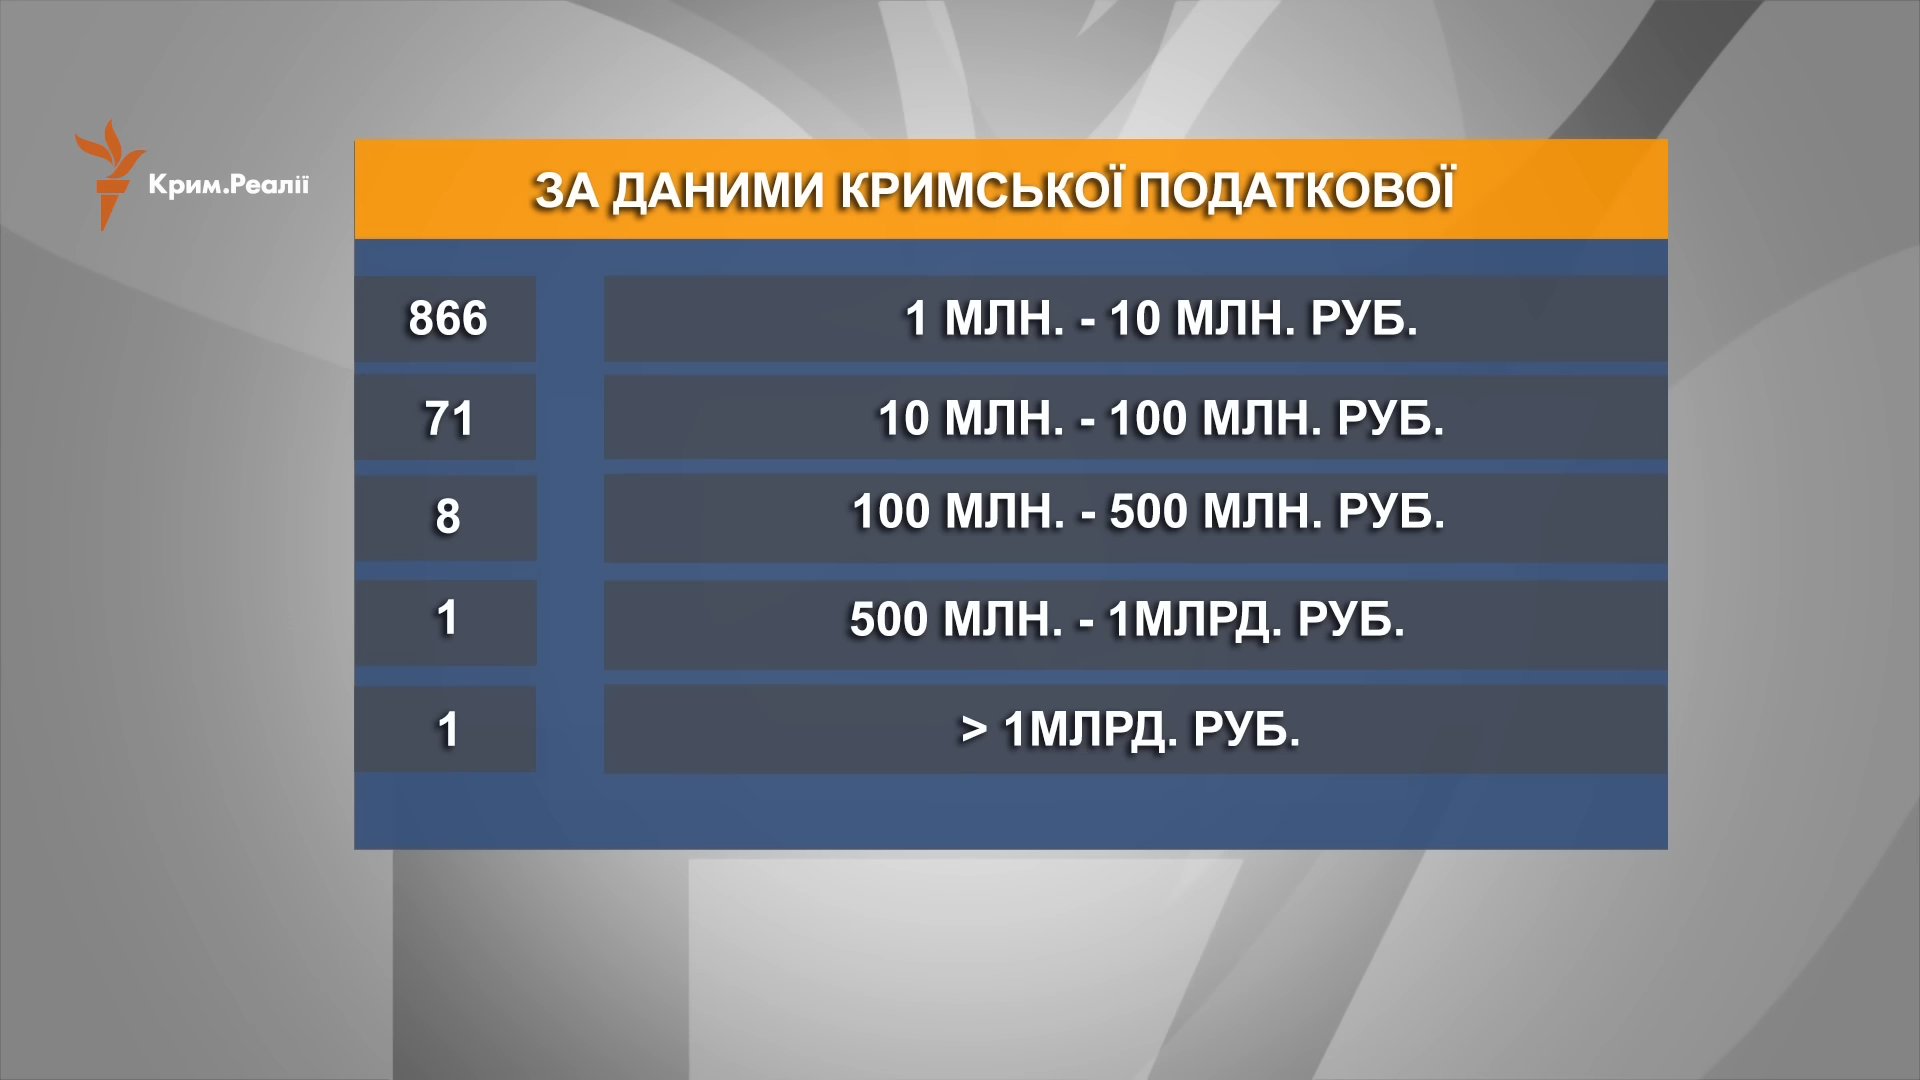 Крим.Реалії
ЗА ДАНИМИ КРИМСЬКОЇ ПОДАТКОВОЇ
866 1 МЛН. - 10 МЛН. РУБ.
71 10 МЛН. - 100 МЛН. РУБ.
8 100 МЛН. - 500 МЛН. РУБ.
1 500 МЛН. - 1МЛРД. РУБ.
1 > 1МЛРД. РУБ.